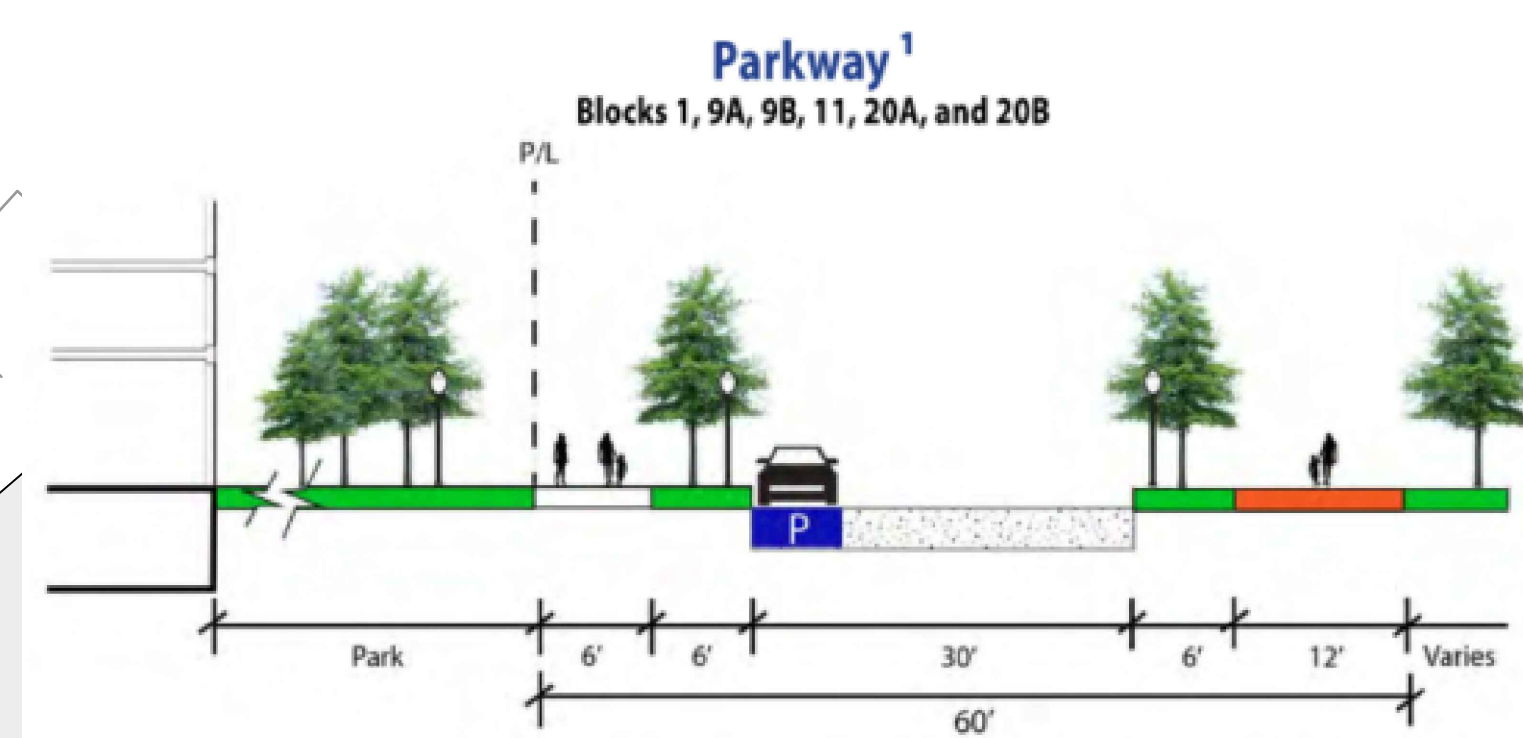 Parkway 1
Blocks 1, 9A, 9B, 11, 20A, and 20B
P/L
P
Park 6' 6' 30' 6' 12' Varies
60'